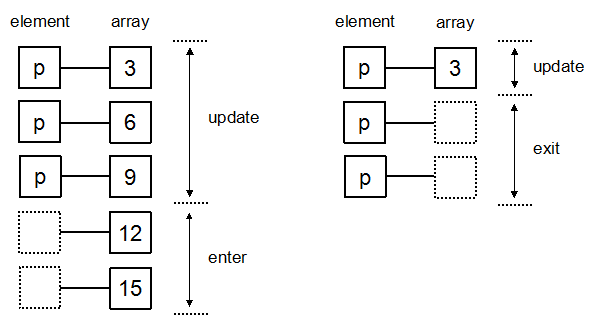 element array
p 3
p 6
update
p 9
12
enter
15
element array
p 3
update
p
exit
p